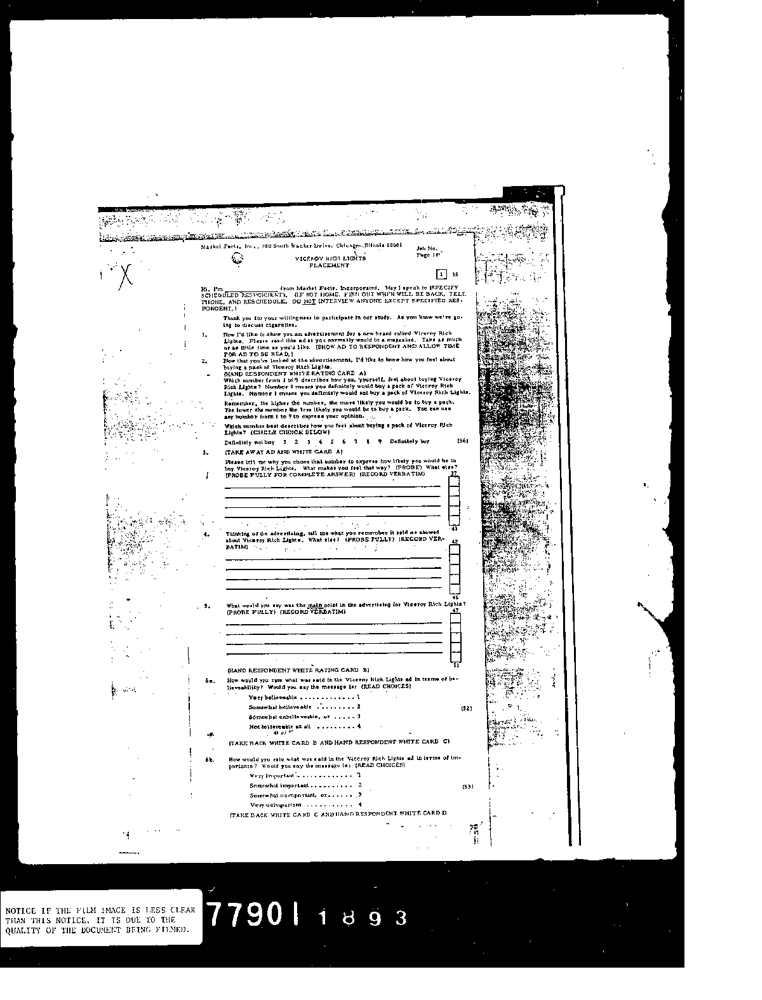 Market Facts, Inc., 100 South Wacker Drive, Chicago, Illinois 60606
Job No.
Page 1P
VICEROY RICH LIGHTS
PLACEMENT
1
Hi, I'm from Market Facts, Incorporated. May I speak to (SPECIFY
SCHEDULED RESPONDENT). (IF NOT HOME, FIND OUT WHEN WILL BE BACK, TELE-
PHONE, AND RESCHEDULE. DO NOT INTERVIEW ANYONE EXCEPT SPECIFIED RES-
PONDENT.)
Thank you for your willingness to participate in our study. As you know we're go-
ing to discuss cigarettes.
1. Now I'd like to show you an advertisement for a new brand called Viceroy Rich
Lights. Please read this ad as you normally would in a magazine. Take as much
or as little time as you'd like. (SHOW AD TO RESPONDENT AND ALLOW TIME
FOR AD TO BE READ.)
2. Now that you've looked at the advertisement, I'd like to know how you feel about
buying a pack of Viceroy Rich Lights.
(HAND RESPONDENT WHITE RATING CARD A)
Which number from 1 to 9 describes how you, yourself, feel about buying Viceroy
Rich Lights? Number 9 means you definitely would buy a pack of Viceroy Rich
Lights. Number 1 means you definitely would not buy a pack of Viceroy Rich Lights.
Remember, the higher the number, the more likely you would be to buy a pack.
The lower the number the less likely you would be to buy a pack. You can use
any number from 1 to 9 to express your opinion.
Which number best describes how you feel about buying a pack of Viceroy Rich
Lights? (CIRCLE CHOICE BELOW)
Definitely not buy 1 2 3 4 5 6 7 8 9 Definitely buy (36)
3. (TAKE AWAY AD AND WHITE CARD A)
Please tell me why you chose that number to express how likely you would be to
buy Viceroy Rich Lights. What makes you feel that way? (PROBE) What else?
(PROBE FULLY FOR COMPLETE ANSWER) (RECORD VERBATIM)
37
41
4. Thinking of the advertising, tell me what you remember it said or showed
about Viceroy Rich Lights. What else? (PROBE FULLY) (RECORD VER-
BATIM)
42
46
5. What would you say was the main point in the advertising for Viceroy Rich Lights?
(PROBE FULLY) (RECORD VERBATIM)
47
51
(HAND RESPONDENT WHITE RATING CARD B)
6a. How would you rate what was said in the Viceroy Rich Lights ad in terms of be-
lievability? Would you say the message is: (READ CHOICES)
Very believable . . . . . . . . . . . . . 1
Somewhat believable . . . . . . . . . 2 (52)
Somewhat unbelieveable, or . . . . . 3
Not believeable at all . . . . . . . . . 4
(TAKE BACK WHITE CARD B AND HAND RESPONDENT WHITE CARD C)
6b. How would you rate what was said in the Viceroy Rich Lights ad in terms of im-
portance? Would you say the message is: (READ CHOICES)
Very important . . . . . . . . . . . . . 1
Somewhat important . . . . . . . . . . 2 (53)
Somewhat unimportant, or . . . . . . 3
Very unimportant . . . . . . . . . . . 4
(TAKE BACK WHITE CARD C AND HAND RESPONDENT WHITE CARD D
NOTICE IF THE FILM IMAGE IS LESS CLEAR
THAN THIS NOTICE, IT IS DUE TO THE
QUALITY OF THE DOCUMENT BEING FILMED.
77901 1893